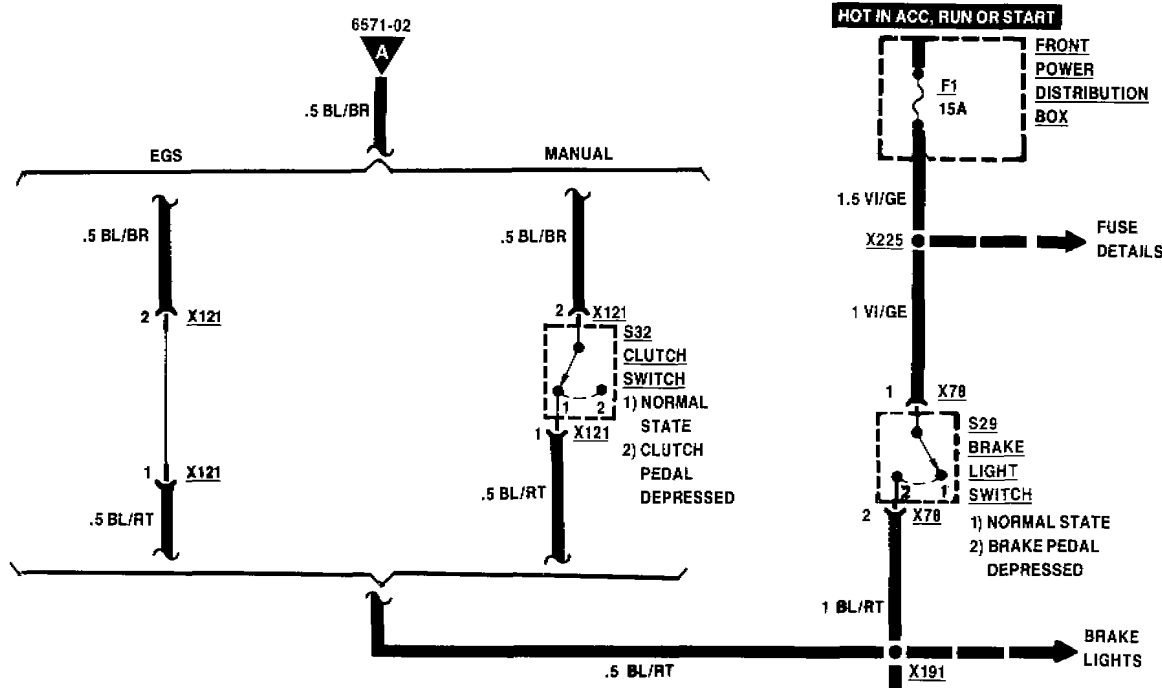 HOT IN ACC, RUN OR START
6571-02
A
.5 BL/BR
EGS
MANUAL
FRONT
POWER
DISTRIBUTION
BOX
F1
15A
1.5 VI/GE
X225
FUSE
DETAILS
.5 BL/BR
.5 BL/BR
2 X121
2 X121
1 VI/GE
S32
CLUTCH
SWITCH
1) NORMAL
STATE
2) CLUTCH
PEDAL
DEPRESSED
1 2
1 X121
1 X121
.5 BL/RT
.5 BL/RT
1 X78
S29
BRAKE
LIGHT
SWITCH
1) NORMAL STATE
2) BRAKE PEDAL
DEPRESSED
2 1
2 X78
1 BL/RT
.5 BL/RT
X191
BRAKE
LIGHTS